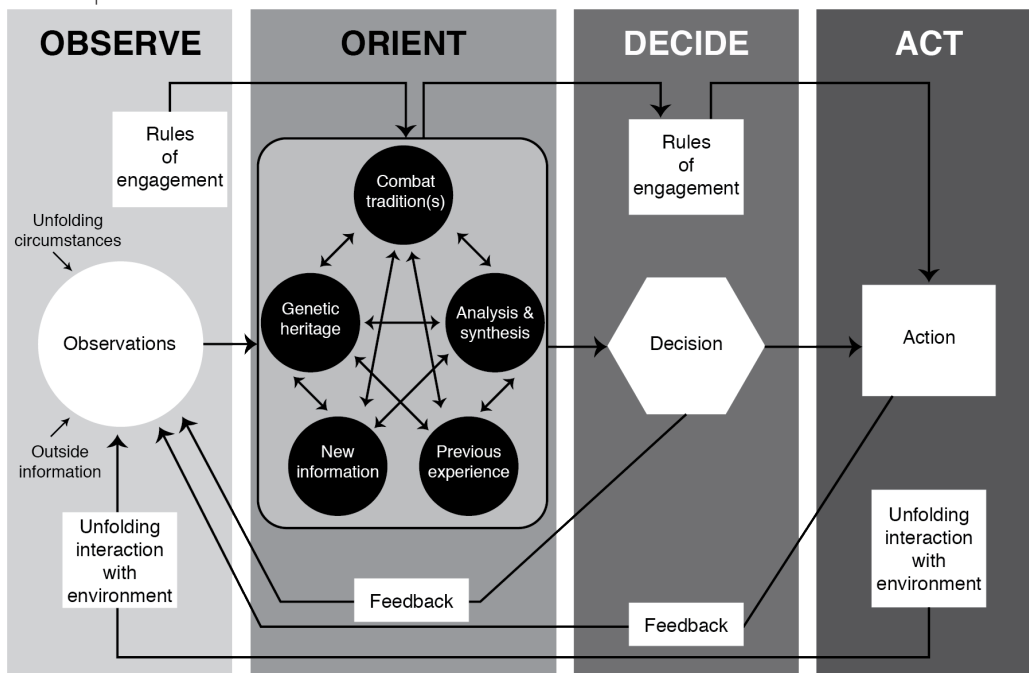 OBSERVE
ORIENT
DECIDE
ACT
Rules
of
engagement
Unfolding
circumstances
Observations
Outside
information
Unfolding
interaction
with
environment
Combat
tradition(s)
Genetic
heritage
Analysis &
synthesis
New
information
Previous
experience
Feedback
Rules
of
engagement
Decision
Feedback
Action
Unfolding
interaction
with
environment